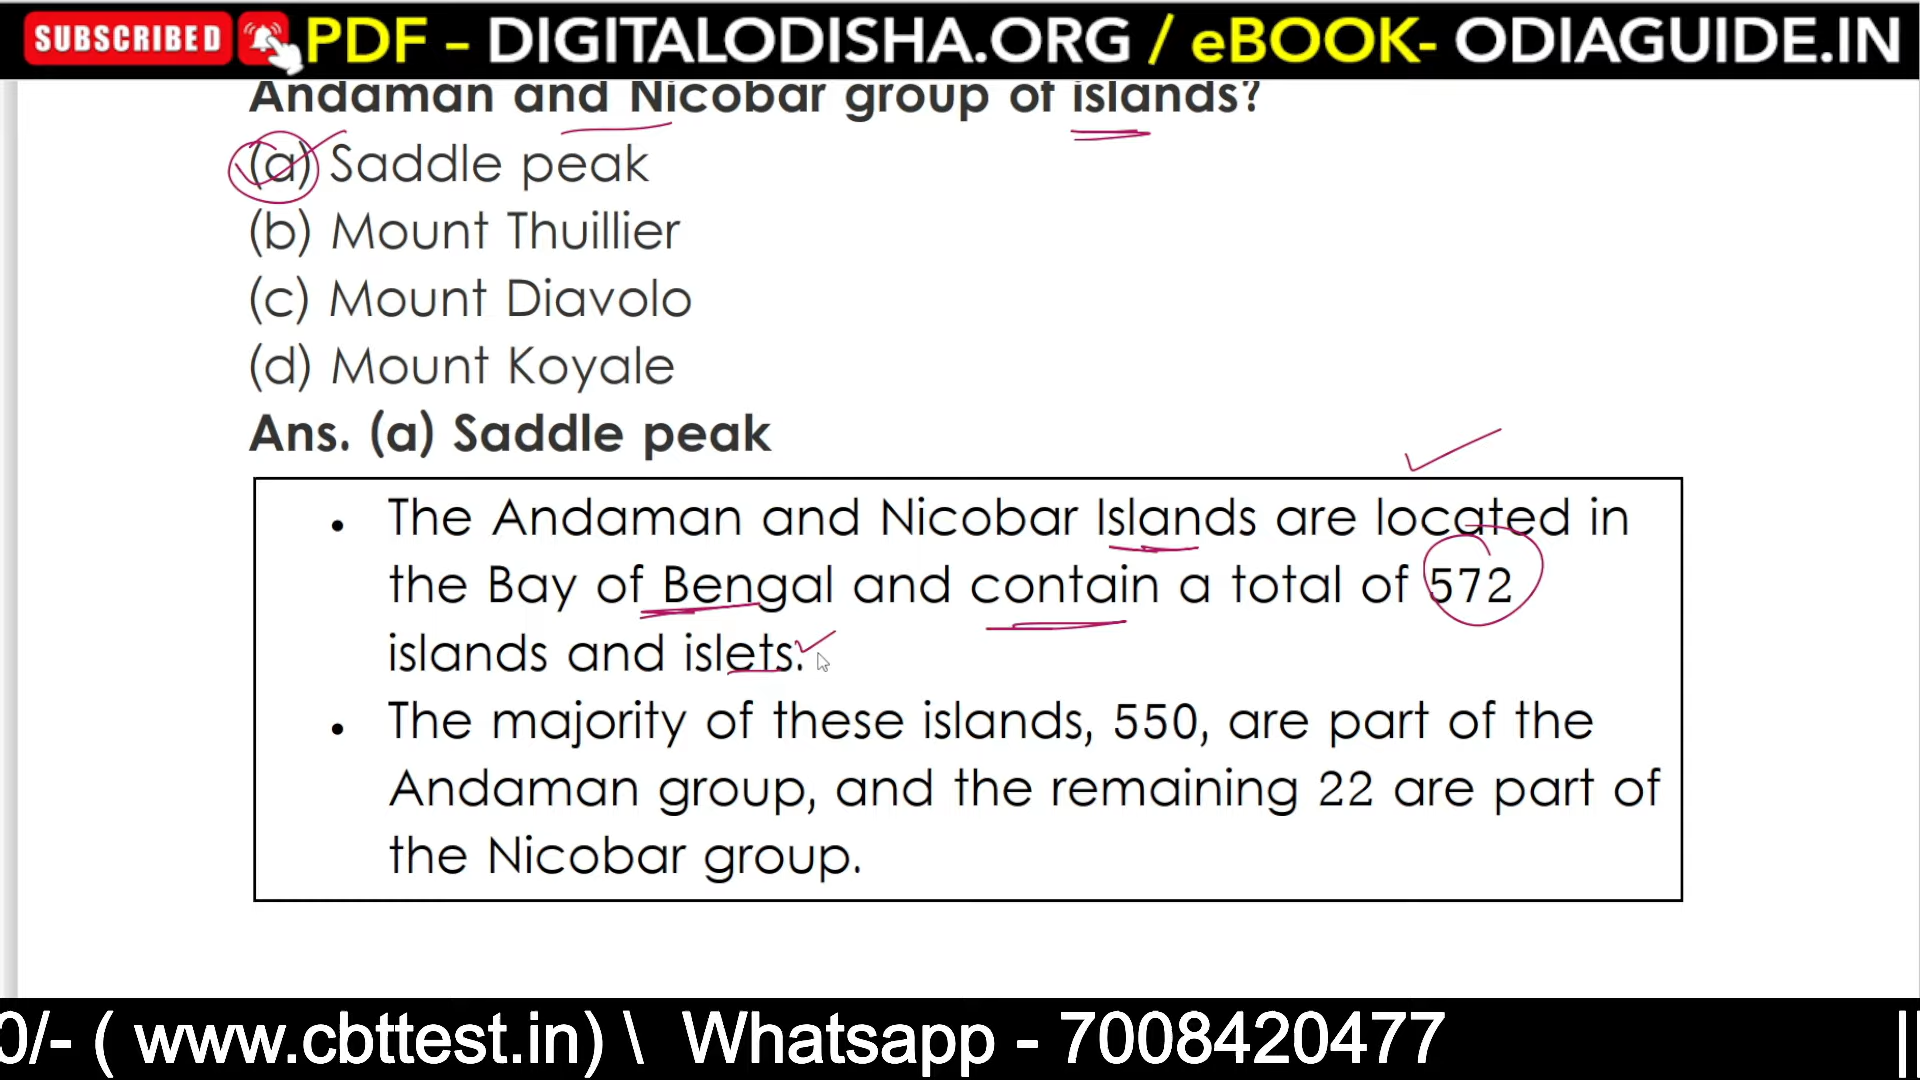 SUBSCRIBED PDF – DIGITALODISHA.ORG / eBOOK- ODIAGUIDE.IN
Andaman and Nicobar group of islands?
(a) Saddle peak
(b) Mount Thuillier
(c) Mount Diavolo
(d) Mount Koyale
Ans. (a) Saddle peak
• The Andaman and Nicobar Islands are located in
the Bay of Bengal and contain a total of 572
islands and islets.
• The majority of these islands, 550, are part of the
Andaman group, and the remaining 22 are part of
the Nicobar group.
0/- ( www.cbttest.in) \ Whatsapp - 7008420477